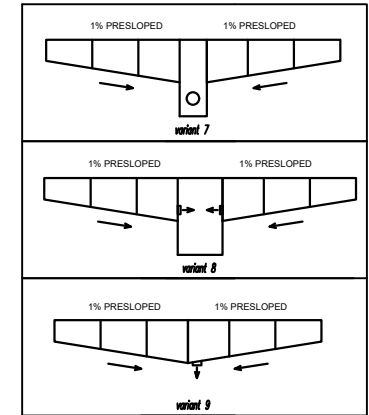 1% PRESLOPED 1% PRESLOPED
variant 7
1% PRESLOPED 1% PRESLOPED
variant 8
1% PRESLOPED 1% PRESLOPED
variant 9